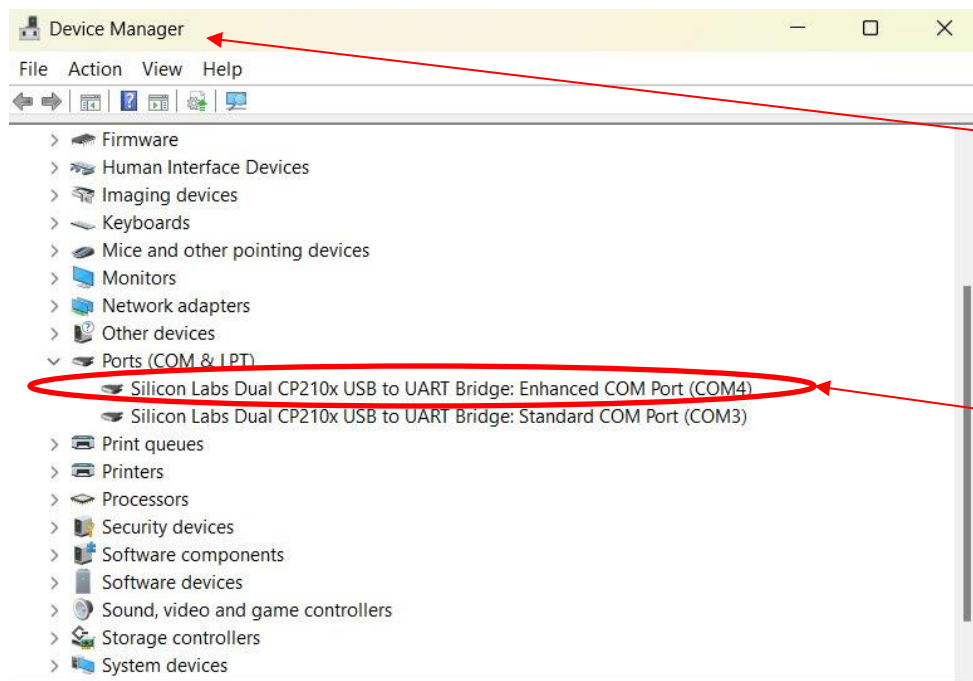 Device Manager
File Action View Help
Firmware
Human Interface Devices
Imaging devices
Keyboards
Mice and other pointing devices
Monitors
Network adapters
Other devices
Ports (COM & LPT)
Silicon Labs Dual CP210x USB to UART Bridge: Enhanced COM Port (COM4)
Silicon Labs Dual CP210x USB to UART Bridge: Standard COM Port (COM3)
Print queues
Printers
Processors
Security devices
Software components
Software devices
Sound, video and game controllers
Storage controllers
System devices